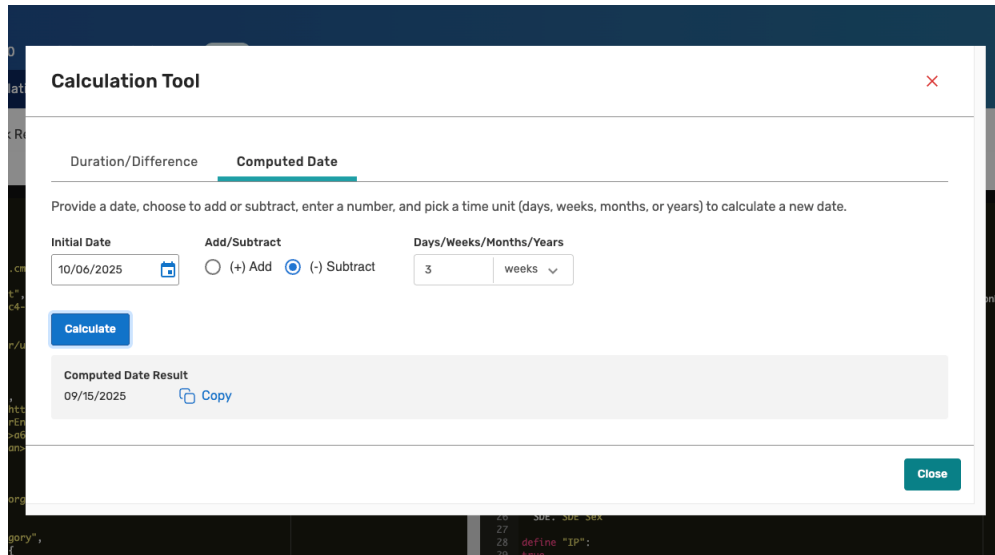 Calculation Tool
Duration/Difference Computed Date
Provide a date, choose to add or subtract, enter a number, and pick a time unit (days, weeks, months, or years) to calculate a new date.
Initial Date Add/Subtract Days/Weeks/Months/Years
10/06/2025 (+) Add (-) Subtract 3 weeks
Calculate
Computed Date Result
09/15/2025 Copy
Close
26 SDE."SDE Sex"
27
28 define "IP":